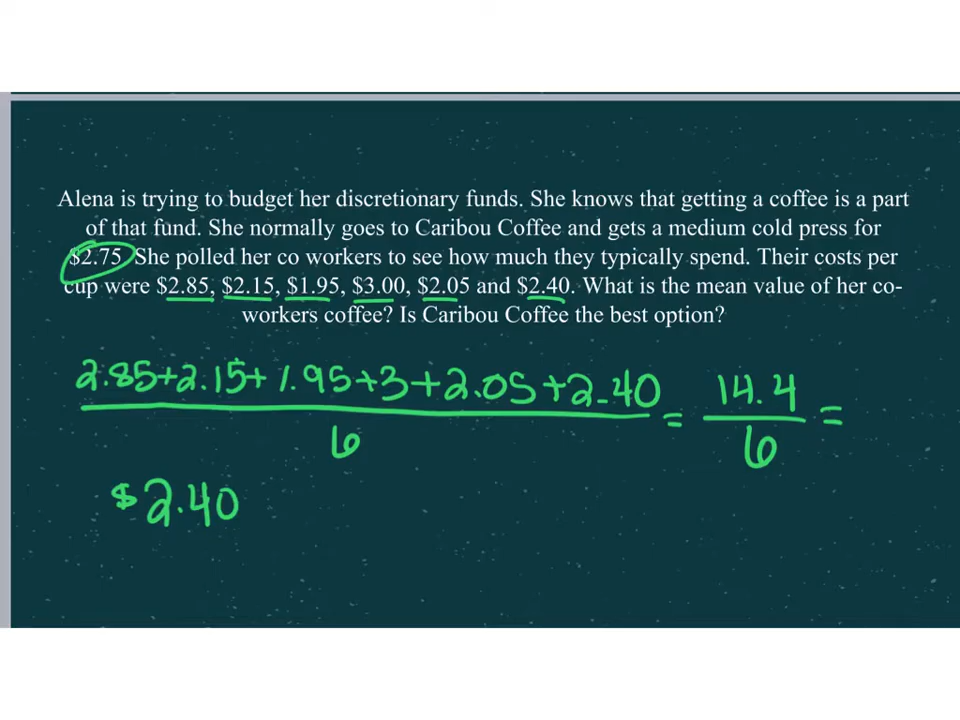 Alena is trying to budget her discretionary funds. She knows that getting a coffee is a part
of that fund. She normally goes to Caribou Coffee and gets a medium cold press for
$2.75 She polled her co workers to see how much they typically spend. Their costs per
cup were $2.85, $2.15, $1.95, $3.00, $2.05 and $2.40. What is the mean value of her co-
workers coffee? Is Caribou Coffee the best option?
2.85+2.15+1.95+3+2.05+2.40 = 14.4 =
6 6
$2.40